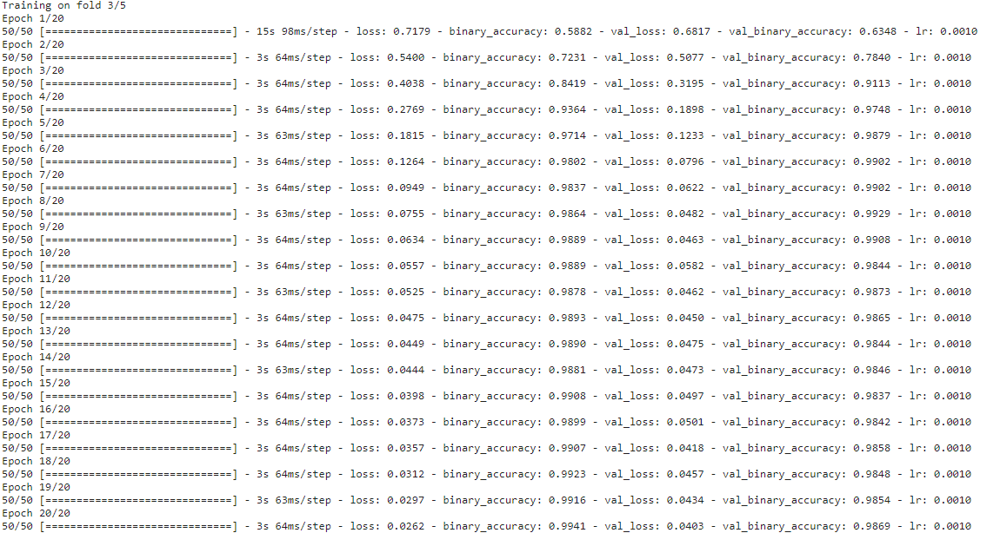 Training on fold 3/5
Epoch 1/20
50/50 [==============================] - 15s 98ms/step - loss: 0.7179 - binary_accuracy: 0.5882 - val_loss: 0.6817 - val_binary_accuracy: 0.6348 - lr: 0.0010
Epoch 2/20
50/50 [==============================] - 3s 64ms/step - loss: 0.5400 - binary_accuracy: 0.7231 - val_loss: 0.5077 - val_binary_accuracy: 0.7840 - lr: 0.0010
Epoch 3/20
50/50 [==============================] - 3s 64ms/step - loss: 0.4038 - binary_accuracy: 0.8419 - val_loss: 0.3195 - val_binary_accuracy: 0.9113 - lr: 0.0010
Epoch 4/20
50/50 [==============================] - 3s 64ms/step - loss: 0.2769 - binary_accuracy: 0.9364 - val_loss: 0.1898 - val_binary_accuracy: 0.9748 - lr: 0.0010
Epoch 5/20
50/50 [==============================] - 3s 63ms/step - loss: 0.1815 - binary_accuracy: 0.9714 - val_loss: 0.1233 - val_binary_accuracy: 0.9879 - lr: 0.0010
Epoch 6/20
50/50 [==============================] - 3s 64ms/step - loss: 0.1264 - binary_accuracy: 0.9802 - val_loss: 0.0796 - val_binary_accuracy: 0.9902 - lr: 0.0010
Epoch 7/20
50/50 [==============================] - 3s 64ms/step - loss: 0.0949 - binary_accuracy: 0.9837 - val_loss: 0.0622 - val_binary_accuracy: 0.9902 - lr: 0.0010
Epoch 8/20
50/50 [==============================] - 3s 63ms/step - loss: 0.0755 - binary_accuracy: 0.9864 - val_loss: 0.0482 - val_binary_accuracy: 0.9929 - lr: 0.0010
Epoch 9/20
50/50 [==============================] - 3s 64ms/step - loss: 0.0634 - binary_accuracy: 0.9889 - val_loss: 0.0463 - val_binary_accuracy: 0.9908 - lr: 0.0010
Epoch 10/20
50/50 [==============================] - 3s 64ms/step - loss: 0.0557 - binary_accuracy: 0.9889 - val_loss: 0.0582 - val_binary_accuracy: 0.9844 - lr: 0.0010
Epoch 11/20
50/50 [==============================] - 3s 63ms/step - loss: 0.0525 - binary_accuracy: 0.9878 - val_loss: 0.0462 - val_binary_accuracy: 0.9873 - lr: 0.0010
Epoch 12/20
50/50 [==============================] - 3s 64ms/step - loss: 0.0475 - binary_accuracy: 0.9893 - val_loss: 0.0450 - val_binary_accuracy: 0.9865 - lr: 0.0010
Epoch 13/20
50/50 [==============================] - 3s 64ms/step - loss: 0.0449 - binary_accuracy: 0.9890 - val_loss: 0.0475 - val_binary_accuracy: 0.9844 - lr: 0.0010
Epoch 14/20
50/50 [==============================] - 3s 63ms/step - loss: 0.0444 - binary_accuracy: 0.9881 - val_loss: 0.0473 - val_binary_accuracy: 0.9846 - lr: 0.0010
Epoch 15/20
50/50 [==============================] - 3s 64ms/step - loss: 0.0398 - binary_accuracy: 0.9908 - val_loss: 0.0497 - val_binary_accuracy: 0.9837 - lr: 0.0010
Epoch 16/20
50/50 [==============================] - 3s 64ms/step - loss: 0.0373 - binary_accuracy: 0.9899 - val_loss: 0.0501 - val_binary_accuracy: 0.9842 - lr: 0.0010
Epoch 17/20
50/50 [==============================] - 3s 64ms/step - loss: 0.0357 - binary_accuracy: 0.9907 - val_loss: 0.0418 - val_binary_accuracy: 0.9858 - lr: 0.0010
Epoch 18/20
50/50 [==============================] - 3s 64ms/step - loss: 0.0312 - binary_accuracy: 0.9923 - val_loss: 0.0457 - val_binary_accuracy: 0.9848 - lr: 0.0010
Epoch 19/20
50/50 [==============================] - 3s 63ms/step - loss: 0.0297 - binary_accuracy: 0.9916 - val_loss: 0.0434 - val_binary_accuracy: 0.9854 - lr: 0.0010
Epoch 20/20
50/50 [==============================] - 3s 64ms/step - loss: 0.0262 - binary_accuracy: 0.9941 - val_loss: 0.0403 - val_binary_accuracy: 0.9869 - lr: 0.0010